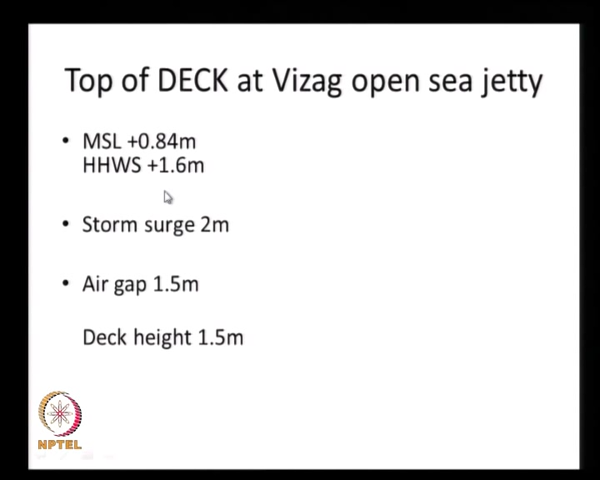 Top of DECK at Vizag open sea jetty
• MSL +0.84m
HHWS +1.6m
• Storm surge 2m
• Air gap 1.5m
Deck height 1.5m
NPTEL